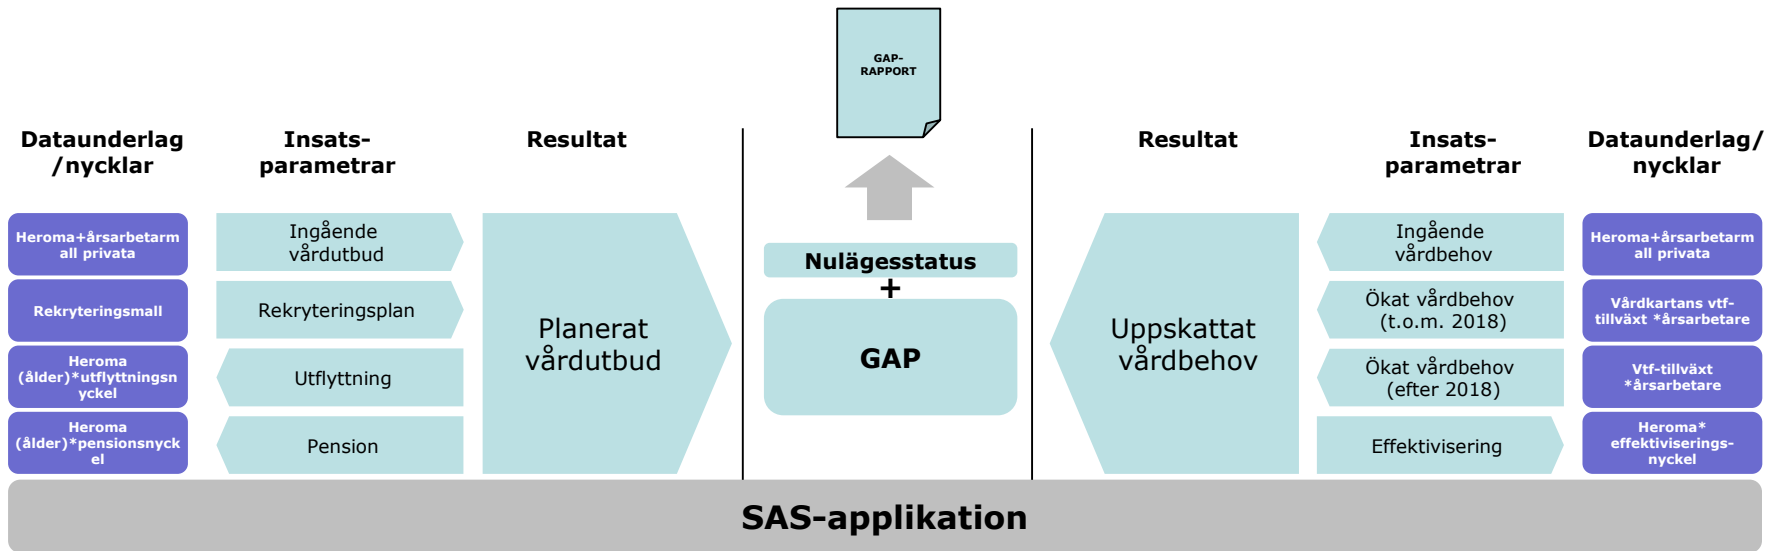 GAP-
RAPPORT
Dataunderlag
/nycklar
Insats-
parametrar
Resultat
Resultat
Insats-
parametrar
Dataunderlag/
nycklar
Heroma+årsarbetarm
all privata
Ingående
vårdutbud
Rekryteringsmall
Rekryteringsplan
Heroma
(ålder)*utflyttningsn
yckel
Utflyttning
Heroma
(ålder)*pensionsnyck
el
Pension
Planerat
vårdutbud
Nulägesstatus
+
GAP
Uppskattat
vårdbehov
Ingående
vårdbehov
Heroma+årsarbetarm
all privata
Ökat vårdbehov
(t.o.m. 2018)
Vårdkartans vtf-
tillväxt *årsarbetare
Ökat vårdbehov
(efter 2018)
Vtf-tillväxt
*årsarbetare
Effektivisering
Heroma*
effektiviserings-
nyckel
SAS-applikation